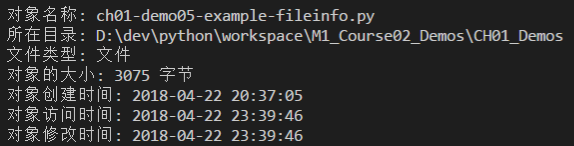 对象名称: ch01-demo05-example-fileinfo.py
所在目录: D:\dev\python\workspace\M1_Course02_Demos\CH01_Demos
文件类型: 文件
对象的大小: 3075 字节
对象创建时间: 2018-04-22 20:37:05
对象访问时间: 2018-04-22 23:39:46
对象修改时间: 2018-04-22 23:39:46